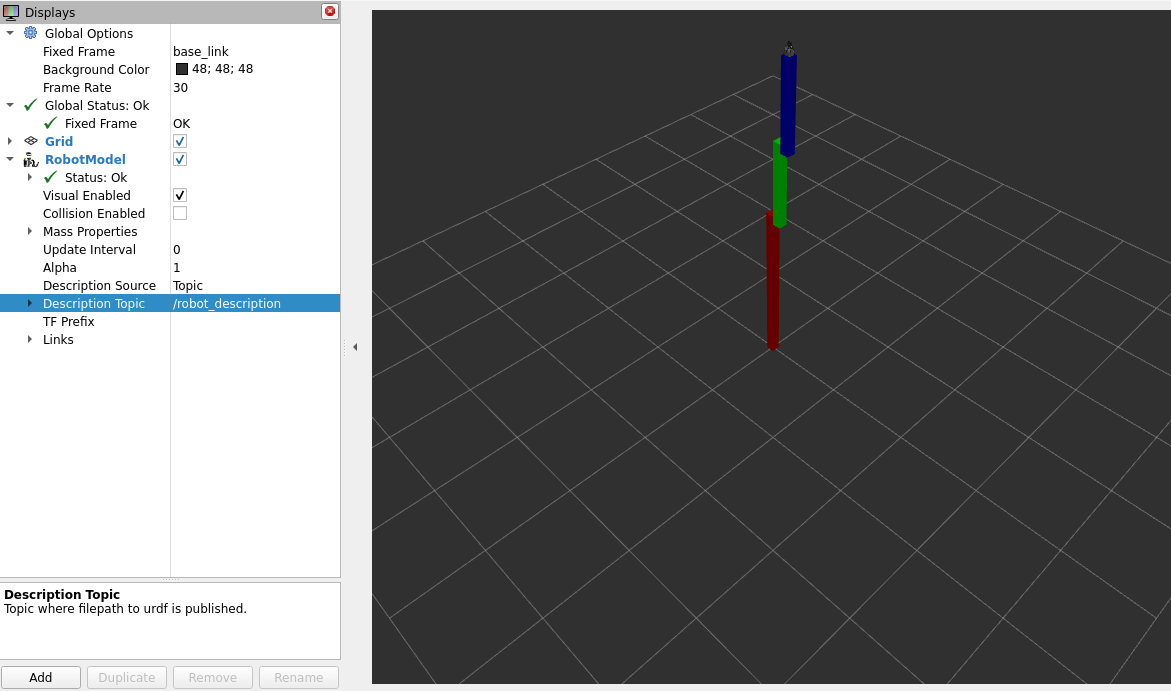 Displays
Global Options
Fixed Frame base_link
Background Color 48; 48; 48
Frame Rate 30
Global Status: Ok
Fixed Frame OK
Grid
RobotModel
Status: Ok
Visual Enabled
Collision Enabled
Mass Properties
Update Interval 0
Alpha 1
Description Source Topic
Description Topic /robot_description
TF Prefix
Links
Description Topic
Topic where filepath to urdf is published.
Add Duplicate Remove Rename